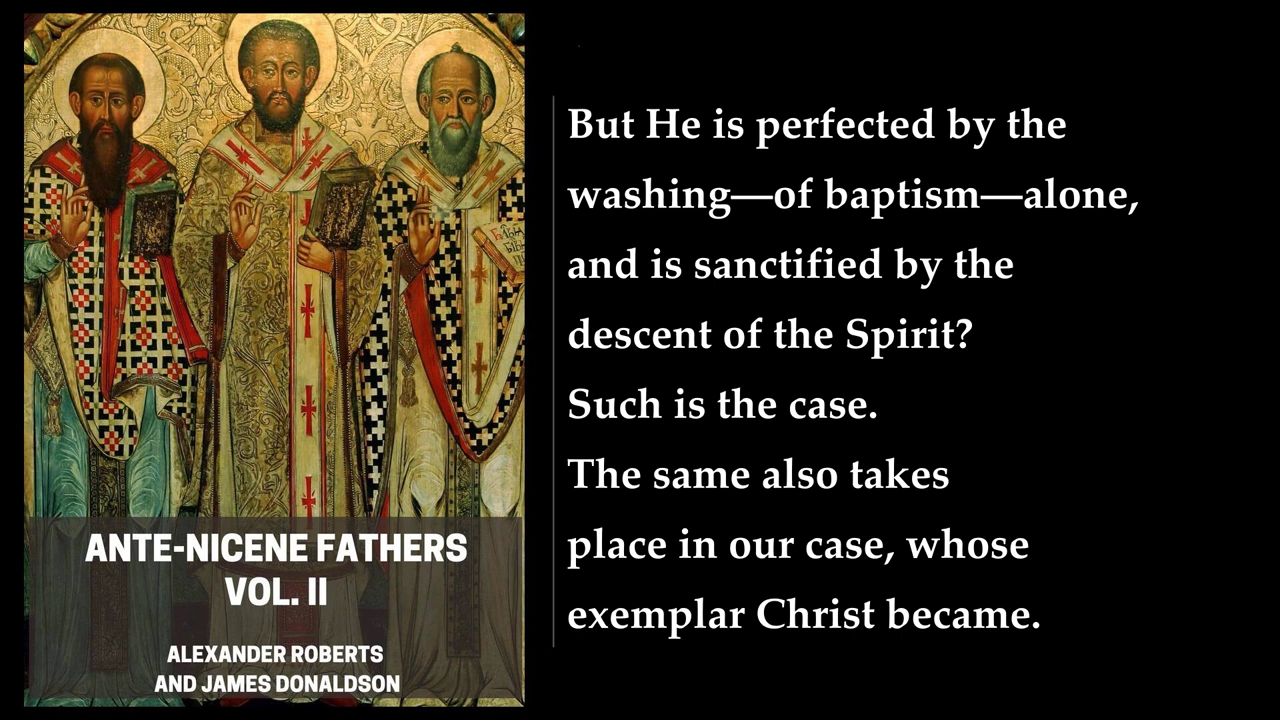 ANTE-NICENE FATHERS
VOL. II
ALEXANDER ROBERTS
AND JAMES DONALDSON
But He is perfected by the
washing—of baptism—alone,
and is sanctified by the
descent of the Spirit?
Such is the case.
The same also takes
place in our case, whose
exemplar Christ became.